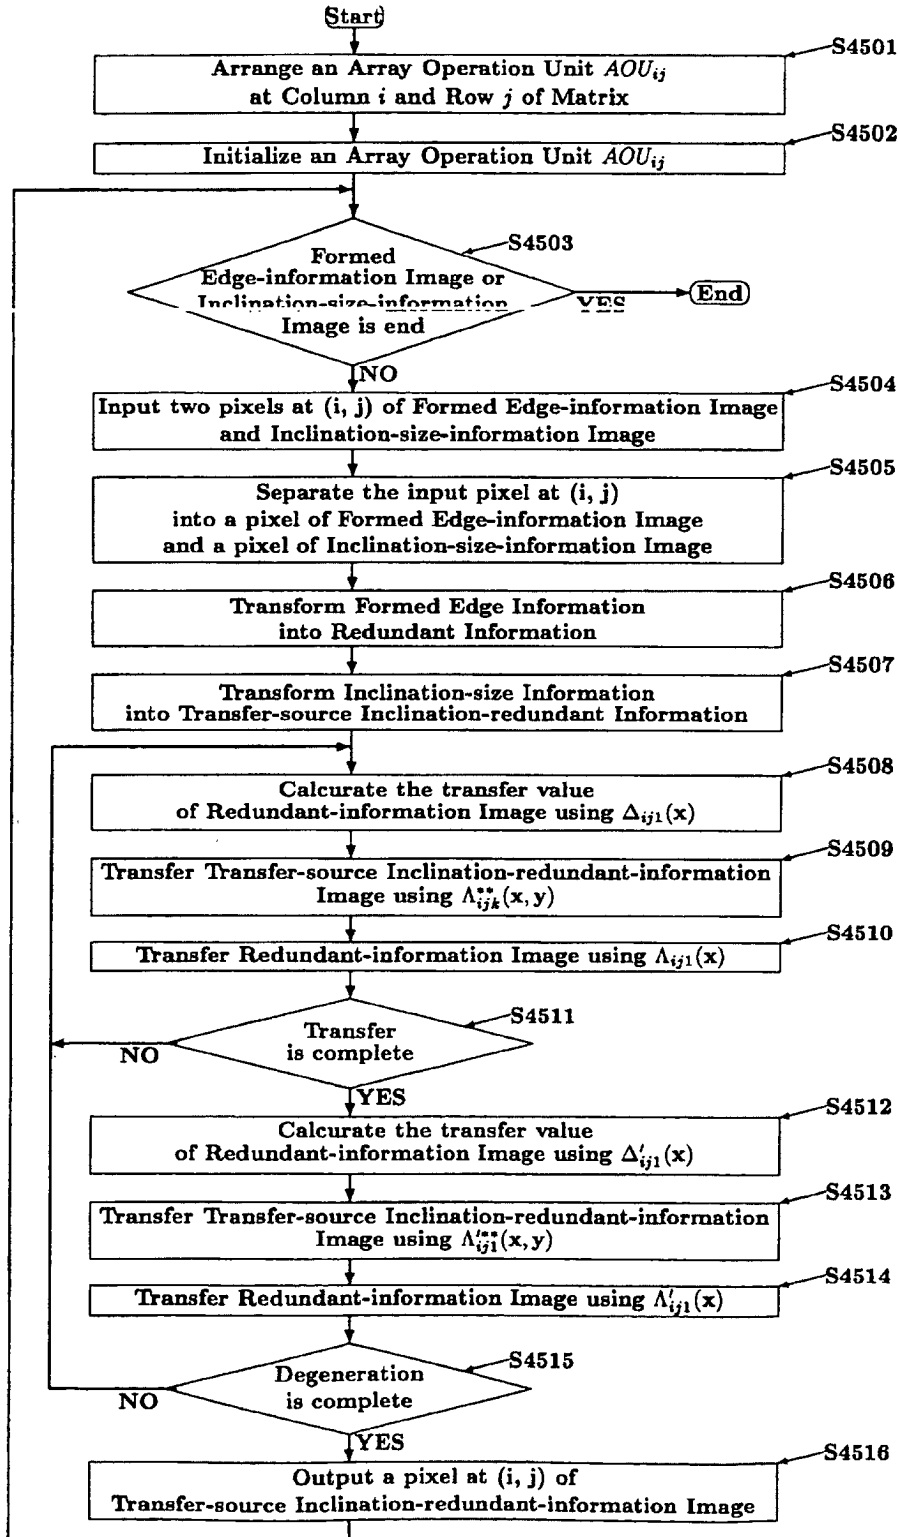 Start
S4501
Arrange an Array Operation Unit AOU_ij
at Column i and Row j of Matrix
S4502
Initialize an Array Operation Unit AOU_ij
S4503
Formed
Edge-information Image or
Inclination-size-information
Image is end
YES
End
NO
S4504
Input two pixels at (i, j) of Formed Edge-information Image
and Inclination-size-information Image
S4505
Separate the input pixel at (i, j)
into a pixel of Formed Edge-information Image
and a pixel of Inclination-size-information Image
S4506
Transform Formed Edge Information
into Redundant Information
S4507
Transform Inclination-size Information
into Transfer-source Inclination-redundant Information
S4508
Calcurate the transfer value
of Redundant-information Image using Δ_ij1(x)
S4509
Transfer Transfer-source Inclination-redundant-information
Image using Λ**_ijk(x, y)
S4510
Transfer Redundant-information Image using Λ_ij1(x)
S4511
Transfer
is complete
NO
YES
S4512
Calcurate the transfer value
of Redundant-information Image using Δ'_ij1(x)
S4513
Transfer Transfer-source Inclination-redundant-information
Image using Λ'**_ij1(x, y)
S4514
Transfer Redundant-information Image using Λ'_ij1(x)
S4515
Degeneration
is complete
NO
YES
S4516
Output a pixel at (i, j) of
Transfer-source Inclination-redundant-information Image